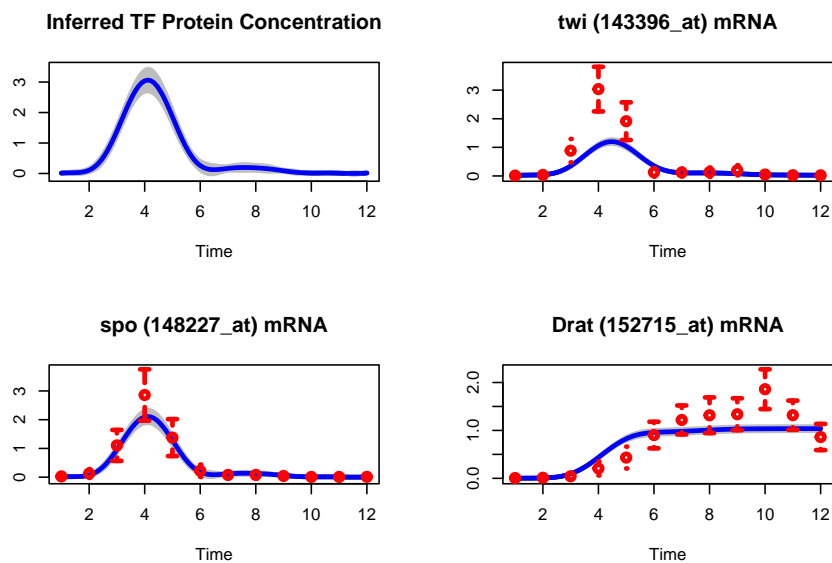 Inferred TF Protein Concentration
0 1 2 3
2 4 6 8 10 12
Time
twi (143396_at) mRNA
0 1 2 3
2 4 6 8 10 12
Time
spo (148227_at) mRNA
0 1 2 3
2 4 6 8 10 12
Time
Drat (152715_at) mRNA
0.0 1.0 2.0
2 4 6 8 10 12
Time